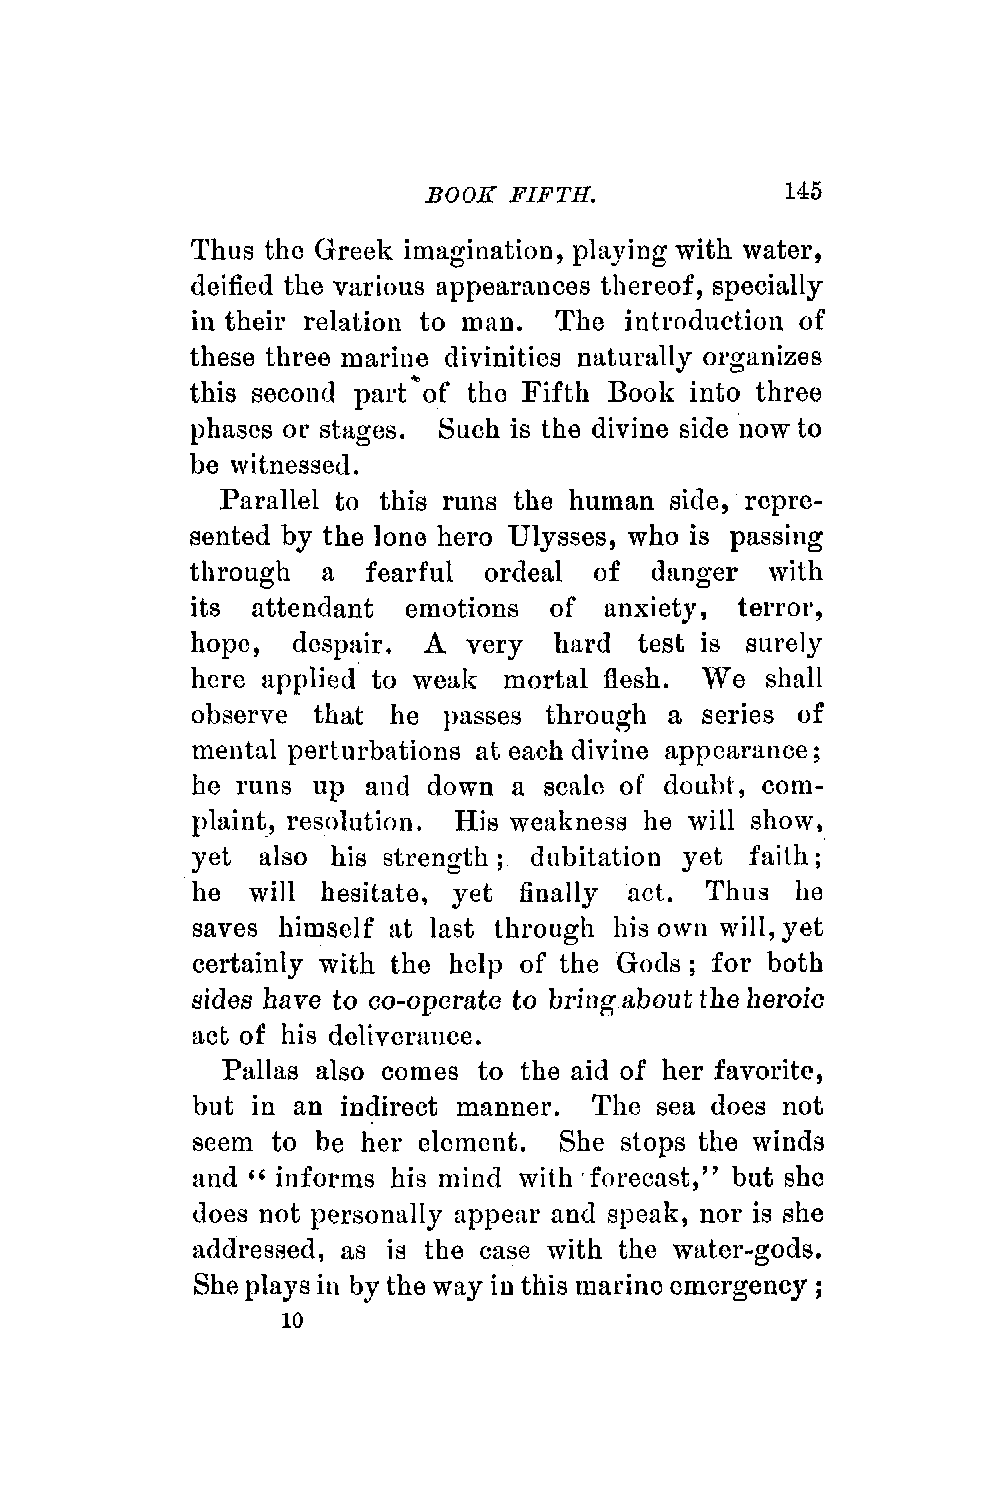 BOOK FIFTH. 145
Thus the Greek imagination, playing with water,
deified the various appearances thereof, specially
in their relation to man. The introduction of
these three marine divinities naturally organizes
this second part of the Fifth Book into three
phases or stages. Such is the divine side now to
be witnessed.
Parallel to this runs the human side, repre-
sented by the lone hero Ulysses, who is passing
through a fearful ordeal of danger with
its attendant emotions of anxiety, terror,
hope, despair. A very hard test is surely
here applied to weak mortal flesh. We shall
observe that he passes through a series of
mental perturbations at each divine appearance;
he runs up and down a scale of doubt, com-
plaint, resolution. His weakness he will show,
yet also his strength; dubitation yet faith;
he will hesitate, yet finally act. Thus he
saves himself at last through his own will, yet
certainly with the help of the Gods; for both
sides have to co-operate to bring about the heroic
act of his deliverance.
Pallas also comes to the aid of her favorite,
but in an indirect manner. The sea does not
seem to be her element. She stops the winds
and "informs his mind with forecast," but she
does not personally appear and speak, nor is she
addressed, as is the case with the water-gods.
She plays in by the way in this marine emergency;
10